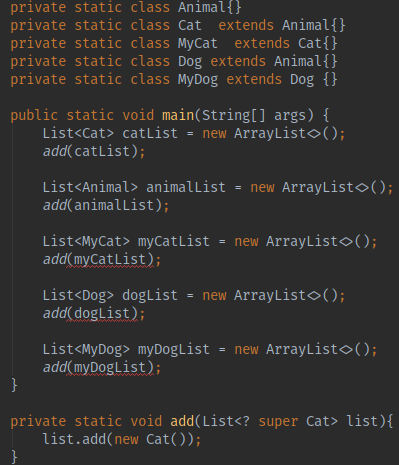 private static class Animal{}
private static class Cat  extends Animal{}
private static class MyCat  extends Cat{}
private static class Dog extends Animal{}
private static class MyDog extends Dog {}
public static void main(String[] args) {
    List<Cat> catList = new ArrayList<>();
    add(catList);
    List<Animal> animalList = new ArrayList<>();
    add(animalList);
    List<MyCat> myCatList = new ArrayList<>();
    add(myCatList);
    List<Dog> dogList = new ArrayList<>();
    add(dogList);
    List<MyDog> myDogList = new ArrayList<>();
    add(myDogList);
}
private static void add(List<? super Cat> list){
    list.add(new Cat());
}